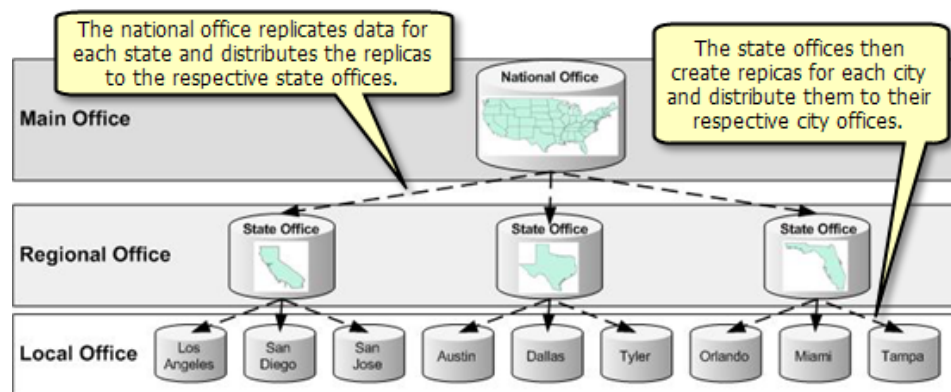 The national office replicates data for
each state and distributes the replicas
to the respective state offices.
The state offices then
create repicas for each city
and distribute them to their
respective city offices.
National Office
Main Office
State Office
State Office
State Office
Regional Office
Local Office
Los
Angeles
San
Diego
San
Jose
Austin
Dallas
Tyler
Orlando
Miami
Tampa